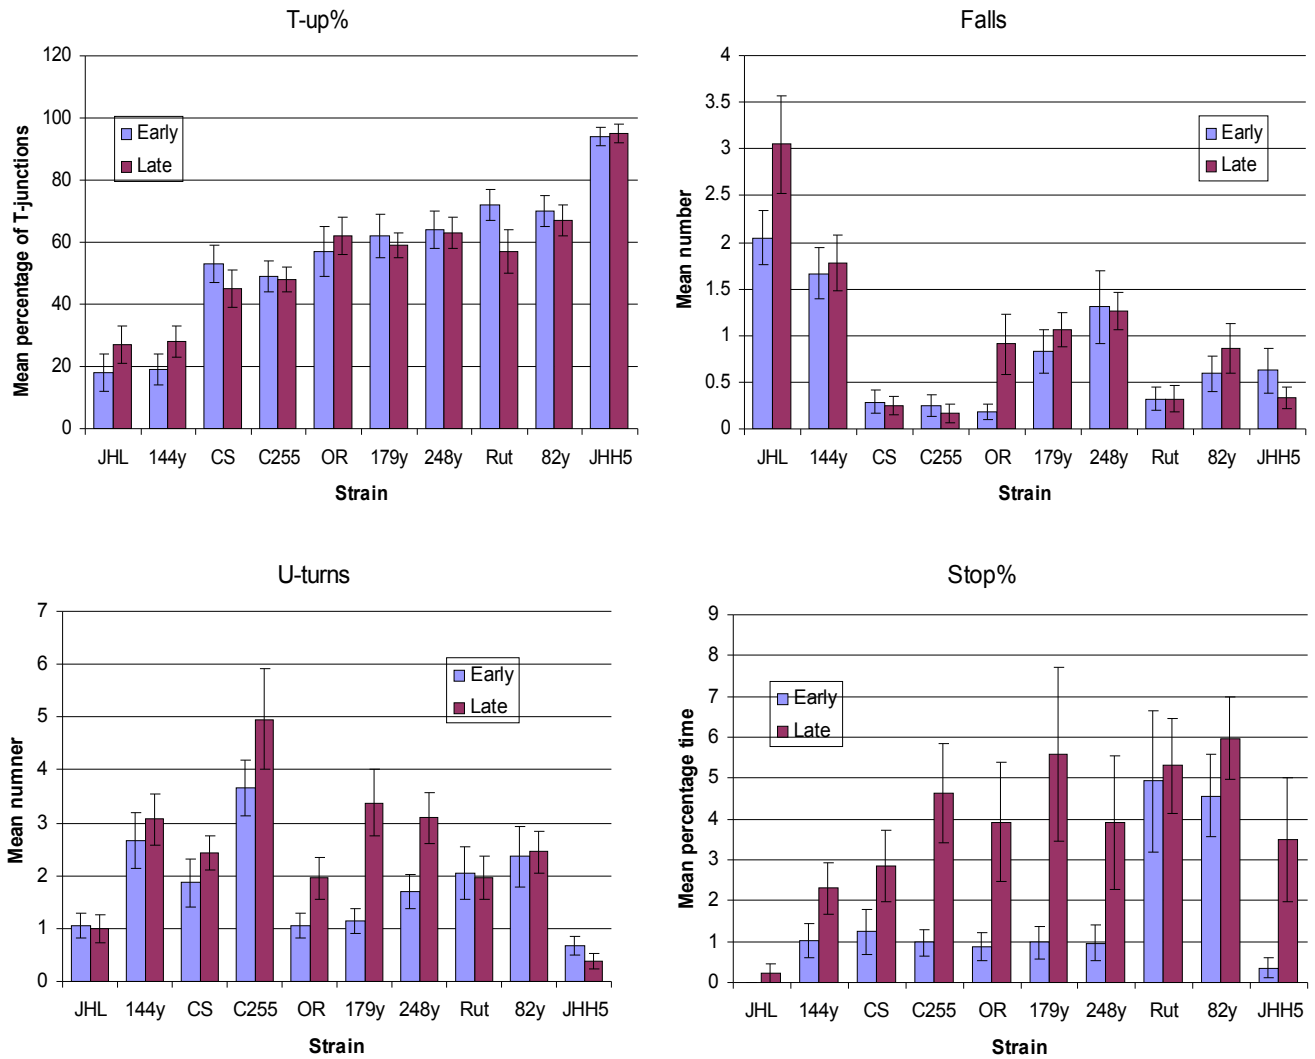 T-up%
120
100
80
60
40
20
0
Mean percentage of T-junctions
Early
Late
JHL 144y CS C255 OR 179y 248y Rut 82y JHH5
Strain
Falls
4
3.5
3
2.5
2
1.5
1
0.5
0
Mean number
Early
Late
JHL 144y CS C255 OR 179y 248y Rut 82y JHH5
Strain
U-turns
7
6
5
4
3
2
1
0
Mean numner
Early
Late
JHL 144y CS C255 OR 179y 248y Rut 82y JHH5
Strain
Stop%
9
8
7
6
5
4
3
2
1
0
Mean percentage time
Early
Late
JHL 144y CS C255 OR 179y 248y Rut 82y JHH5
Strain